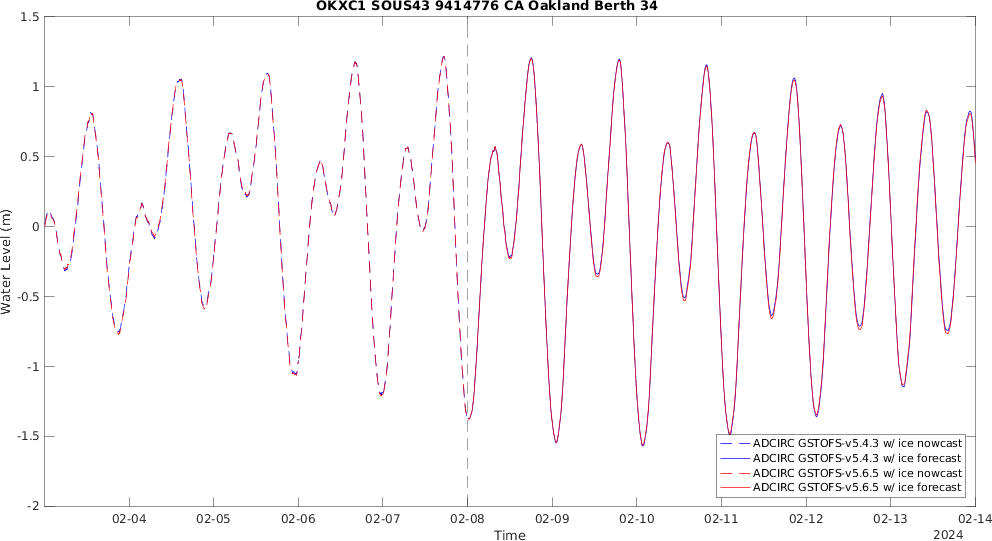 OKXC1 SOUS43 9414776 CA Oakland Berth 34
1.5
1
0.5
0
-0.5
-1
-1.5
-2
Water Level (m)
02-04 02-05 02-06 02-07 02-08 02-09 02-10 02-11 02-12 02-13 02-14
Time
2024
ADCIRC GSTOFS-v5.4.3 w/ ice nowcast
ADCIRC GSTOFS-v5.4.3 w/ ice forecast
ADCIRC GSTOFS-v5.6.5 w/ ice nowcast
ADCIRC GSTOFS-v5.6.5 w/ ice forecast